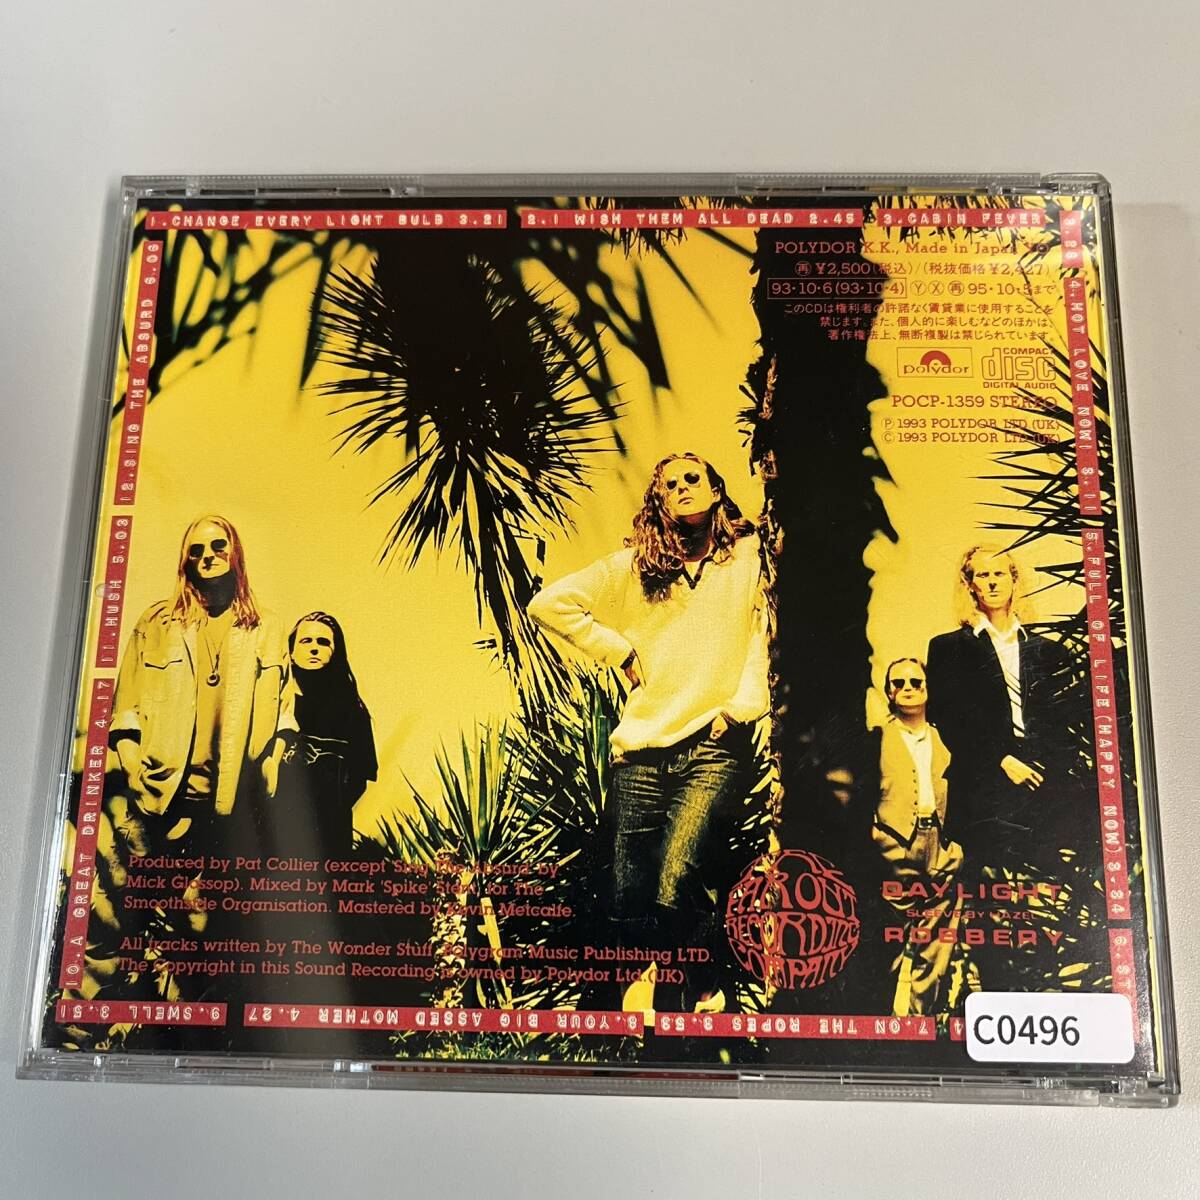 1.CHANGE EVERY LIGHT BULB 3.21
2.I WISH THEM ALL DEAD 2.45
3.CABIN FEVER
4.HOT LOVE NOW! 3.11
5.FULL OF LIFE (HAPPY NOW) 3.34
7.ON THE ROPES 3.53
8.YOUR BIG ASSED MOTHER 4.27
9.SWELL 3.51
10.A GREAT DRINKER 4.17
11.HUSH 5.03
12.SING THE ABSURD 6.06
POLYDOR K.K., Made in Japan
再 ¥2,500(税込)/(税抜価格¥2,427)
93·10·6(93·10·4) Y X 再 95·10·5まで
このCDは権利者の許諾なく賃貸業に使用することを
禁じます。また、個人的に楽しむなどのほかは、
著作権法上、無断複製は禁じられています。
polydor
COMPACT disc DIGITAL AUDIO
POCP-1359 STEREO
Ⓟ 1993 POLYDOR LTD (UK)
© 1993 POLYDOR LTD (UK)
Produced by Pat Collier (except 'Sing The Absurd' by
Mick Glossop). Mixed by Mark 'Spike' Stent for The
Smoothside Organisation. Mastered by Kevin Metcalfe.
All tracks written by The Wonder Stuff. Polygram Music Publishing LTD.
The Copyright in this Sound Recording is owned by Polydor Ltd.(UK)
FAR OUT
RECORDING
COMPANY
DAYLIGHT
SLEEVE BY HAZEL
ROBBERY
C0496